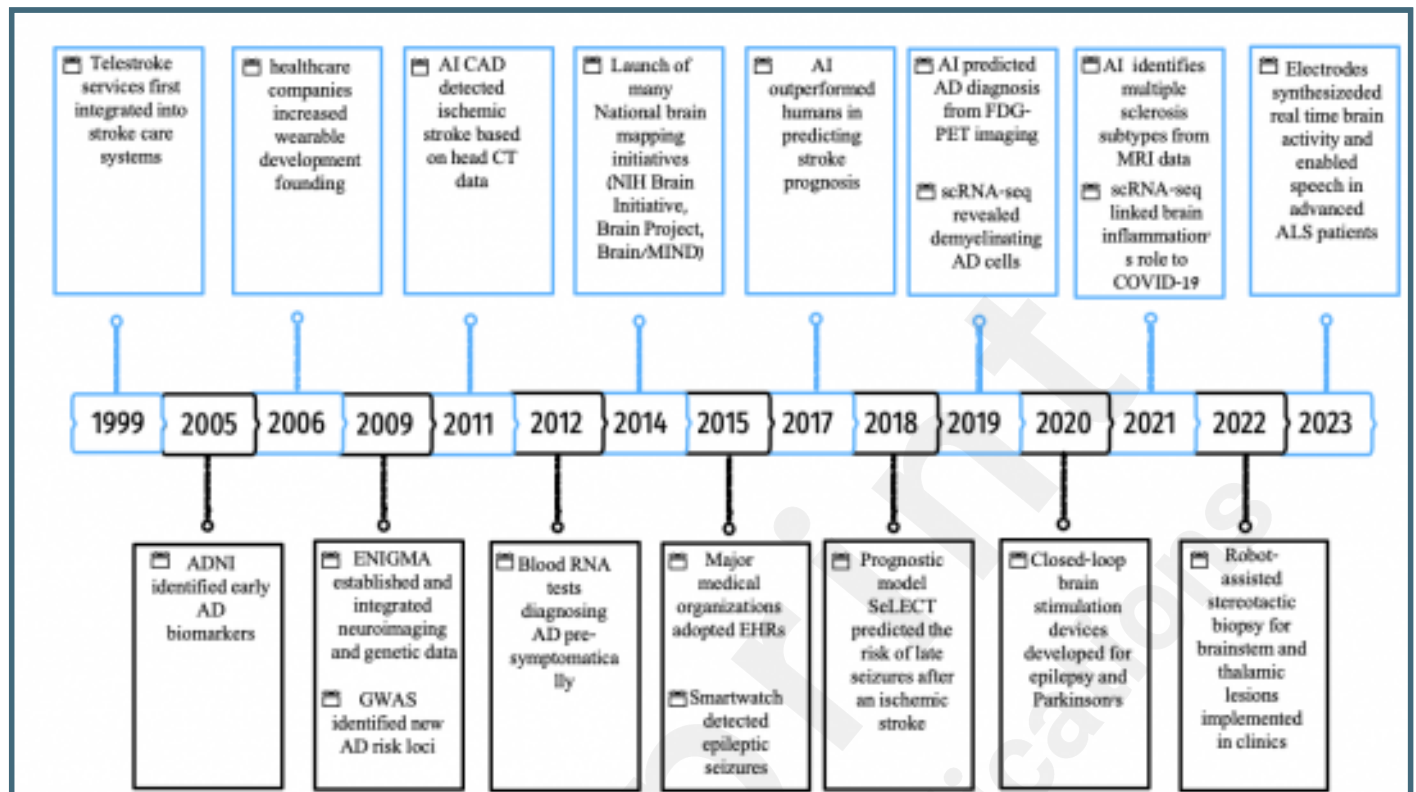 Telestroke
services first
integrated into
stroke care
systems
healthcare
companies
increased
wearable
development
founding
AI CAD
detected
ischemic
stroke based
on head CT
data
Launch of
many
National brain
mapping
initiatives
(NIH Brain
Initiative,
Brain Project,
Brain/MIND)
AI
outperformed
humans in
predicting
stroke
prognosis
AI predicted
AD diagnosis
from FDG-
PET imaging
scRNA-seq
revealed
demyelinating
AD cells
AI identifies
multiple
sclerosis
subtypes from
MRI data
scRNA-seq
linked brain
inflammation'
s role to
COVID-19
Electrodes
synthesizeded
real time brain
activity and
enabled
speech in
advanced
ALS patients
1999 2005 2006 2009 2011 2012 2014 2015 2017 2018 2019 2020 2021 2022 2023
ADNI
identified early
AD
biomarkers
ENIGMA
established and
integrated
neuroimaging
and genetic data
GWAS
identified new
AD risk loci
Blood RNA
tests
diagnosing
AD pre-
symptomatica
lly
Major
medical
organizations
adopted EHRs
Smartwatch
detected
epileptic
seizures
Prognostic
model
SeLECT
predicted the
risk of late
seizures after
an ischemic
stroke
Closed-loop
brain
stimulation
devices
developed for
epilepsy and
Parkinson's
Robot-
assisted
stereotactic
biopsy for
brainstem and
thalamic
lesions
implemented
in clinics
print
ications